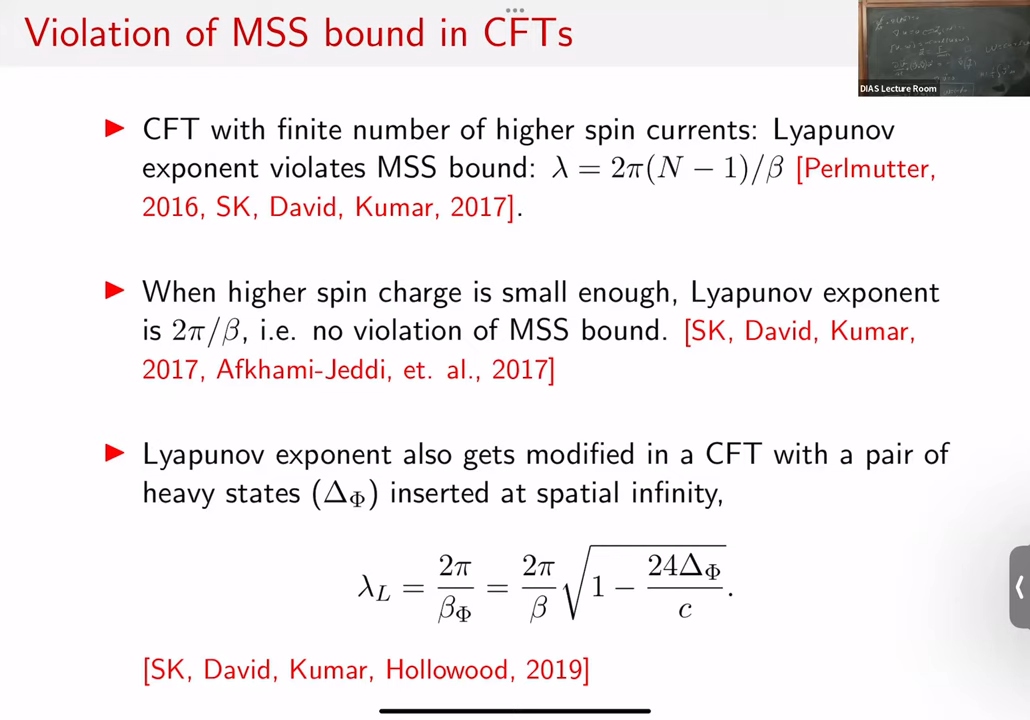 Violation of MSS bound in CFTs
DIAS Lecture Room
▶ CFT with finite number of higher spin currents: Lyapunov
exponent violates MSS bound: λ = 2π(N − 1)/β [Perlmutter,
2016, SK, David, Kumar, 2017].
▶ When higher spin charge is small enough, Lyapunov exponent
is 2π/β, i.e. no violation of MSS bound. [SK, David, Kumar,
2017, Afkhami-Jeddi, et. al., 2017]
▶ Lyapunov exponent also gets modified in a CFT with a pair of
heavy states (Δ_Φ) inserted at spatial infinity,
λ_L = 2π/β_Φ = 2π/β √(1 − 24Δ_Φ/c).
[SK, David, Kumar, Hollowood, 2019]